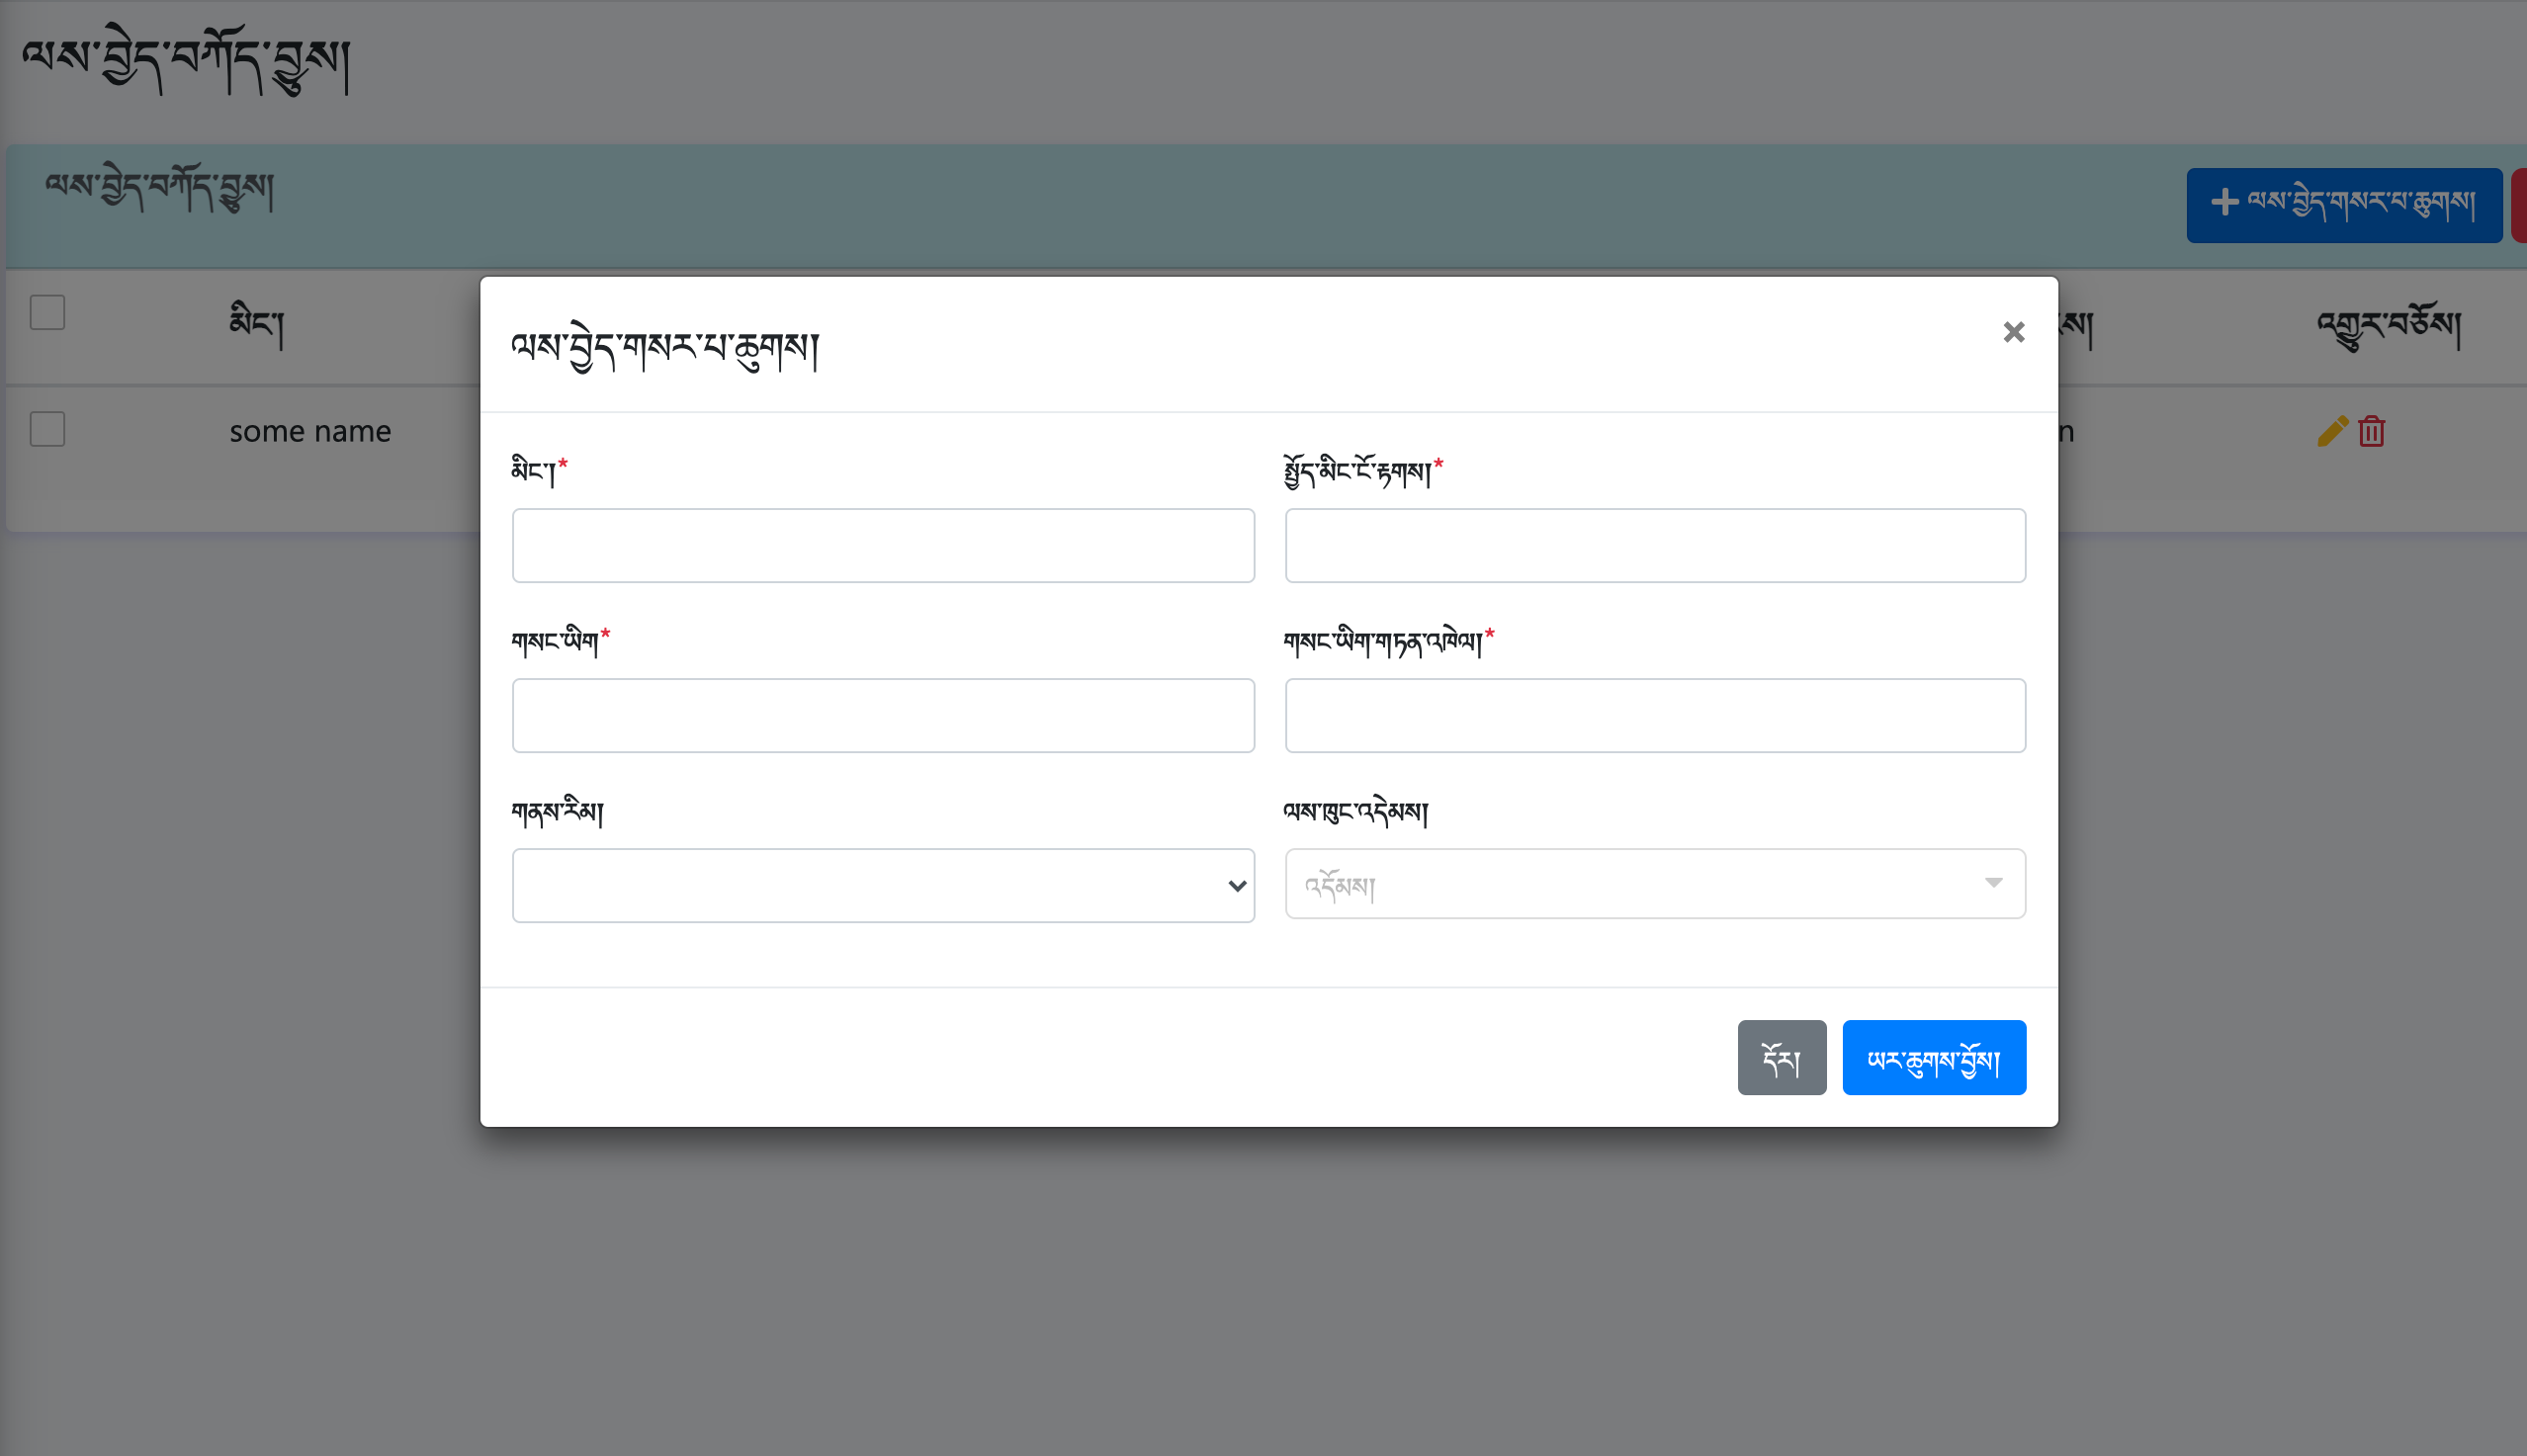 ལས་བྱེད་བཀོད་བྱུས།
ལས་བྱེད་བཀོད་བྱུས།
ལས་བྱེད་གསར་པ་ཆུགས།
མིང་།
འགྱུར་བཅོས།
some name
ལས་བྱེད་གསར་པ་ཆུགས།
མིང་།*
སྤྱོད་མིང་ངོ་རྟགས།*
གསང་ཡིག*
གསང་ཡིག་གཏན་འཁེལ།*
གནས་རིམ།
ལས་ཁུང་འདེམས།
འདོམས།
དོར།
ཡར་ཆུགས་བྱོས།